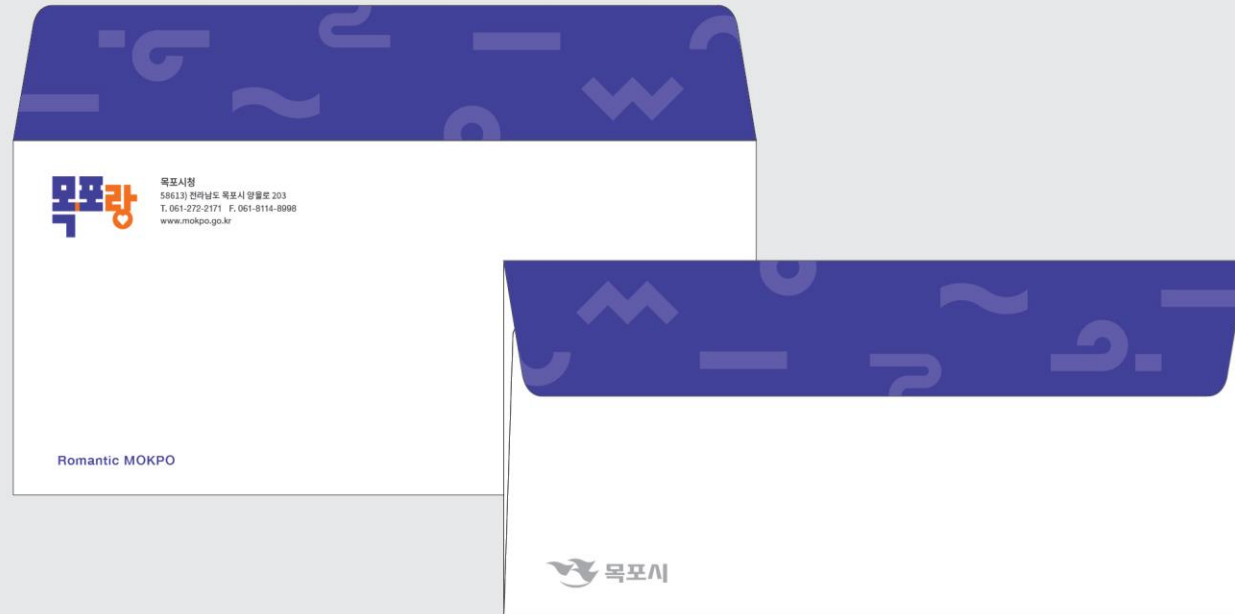 목포랑
목포시청
58613) 전라남도 목포시 양을로 203
T. 061-272-2171 F. 061-8114-8998
www.mokpo.go.kr
Romantic MOKPO
목포시